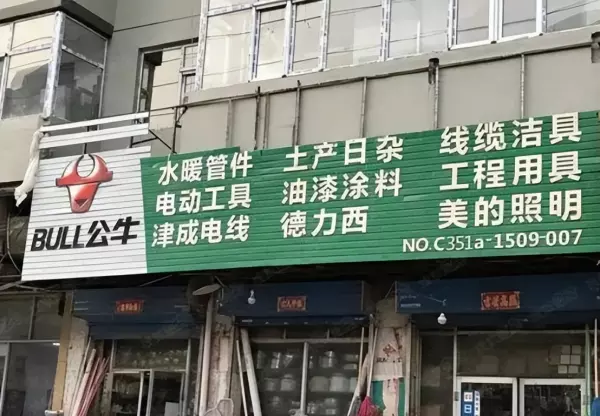 BULL公牛
水暖管件 土产日杂 线缆洁具
电动工具 油漆涂料 工程用具
津成电线 德力西 美的照明
NO.C351a-1509-007